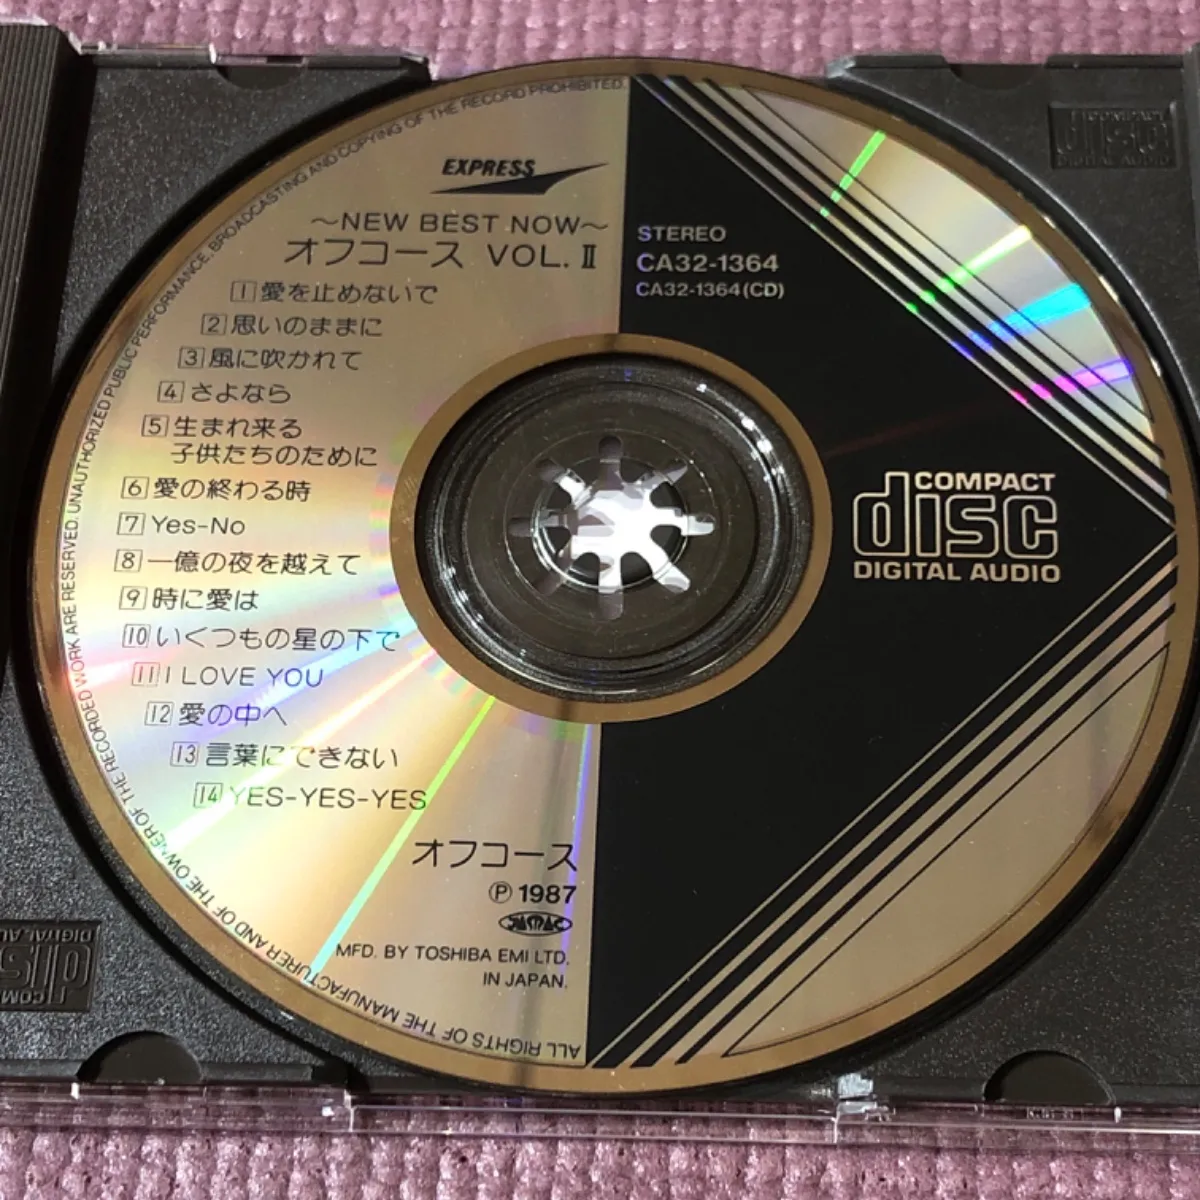 EXPRESS
~NEW BEST NOW~
オフコース VOL. Ⅱ
1 愛を止めないで
2 思いのままに
3 風に吹かれて
4 さよなら
5 生まれ来る
子供たちのために
6 愛の終わる時
7 Yes-No
8 一億の夜を越えて
9 時に愛は
10 いくつもの星の下で
11 I LOVE YOU
12 愛の中へ
13 言葉にできない
14 YES-YES-YES
オフコース
Ⓟ 1987
MFD. BY TOSHIBA EMI LTD.
IN JAPAN.
STEREO
CA32-1364
CA32-1364(CD)
COMPACT
disc
DIGITAL AUDIO
ALL RIGHTS OF THE MANUFACTURER AND OF THE OWNER OF THE RECORDED WORK ARE RESERVED. UNAUTHORIZED PUBLIC PERFORMANCE, BROADCASTING AND COPYING OF THE RECORD PROHIBITED.
disc
DIGITAL AUDIO